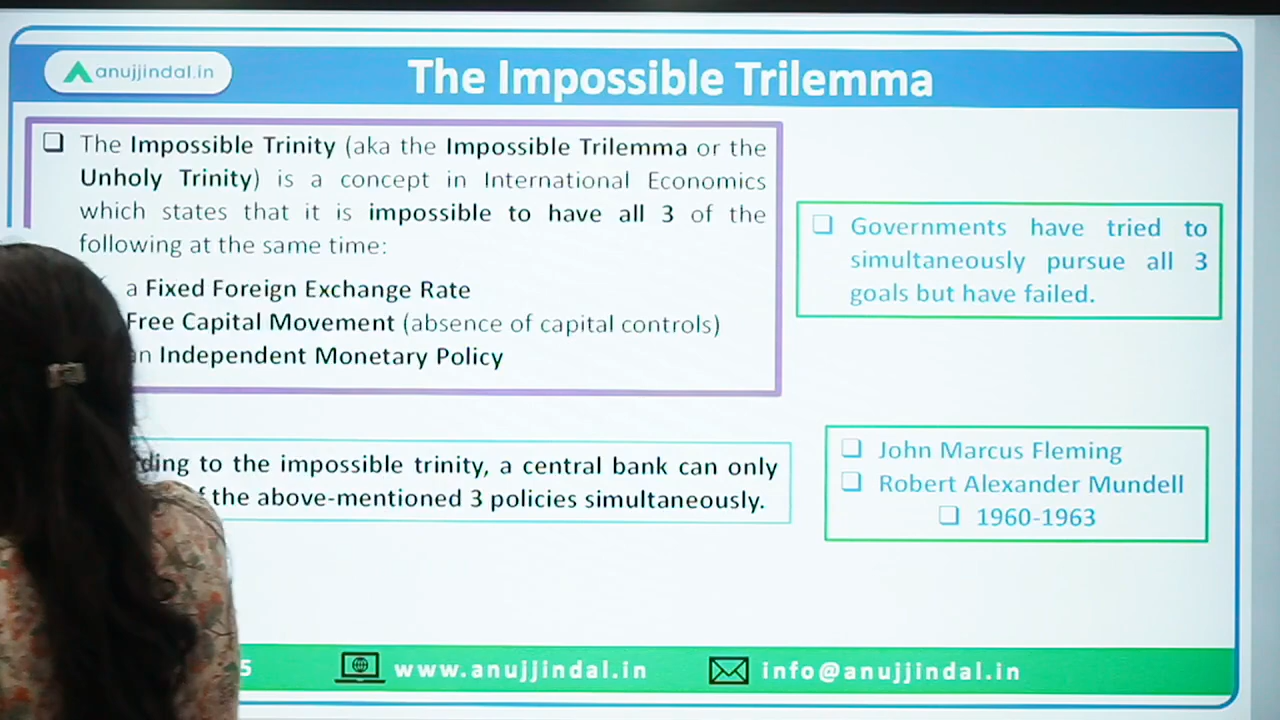 anujjindal.in
The Impossible Trilemma
The Impossible Trinity (aka the Impossible Trilemma or the
Unholy Trinity) is a concept in International Economics
which states that it is impossible to have all 3 of the
following at the same time:
a Fixed Foreign Exchange Rate
Free Capital Movement (absence of capital controls)
Independent Monetary Policy
to the impossible trinity, a central bank can only
the above-mentioned 3 policies simultaneously.
Governments have tried to
simultaneously pursue all 3
goals but have failed.
John Marcus Fleming
Robert Alexander Mundell
1960-1963
5
www.anujjindal.in
info@anujjindal.in